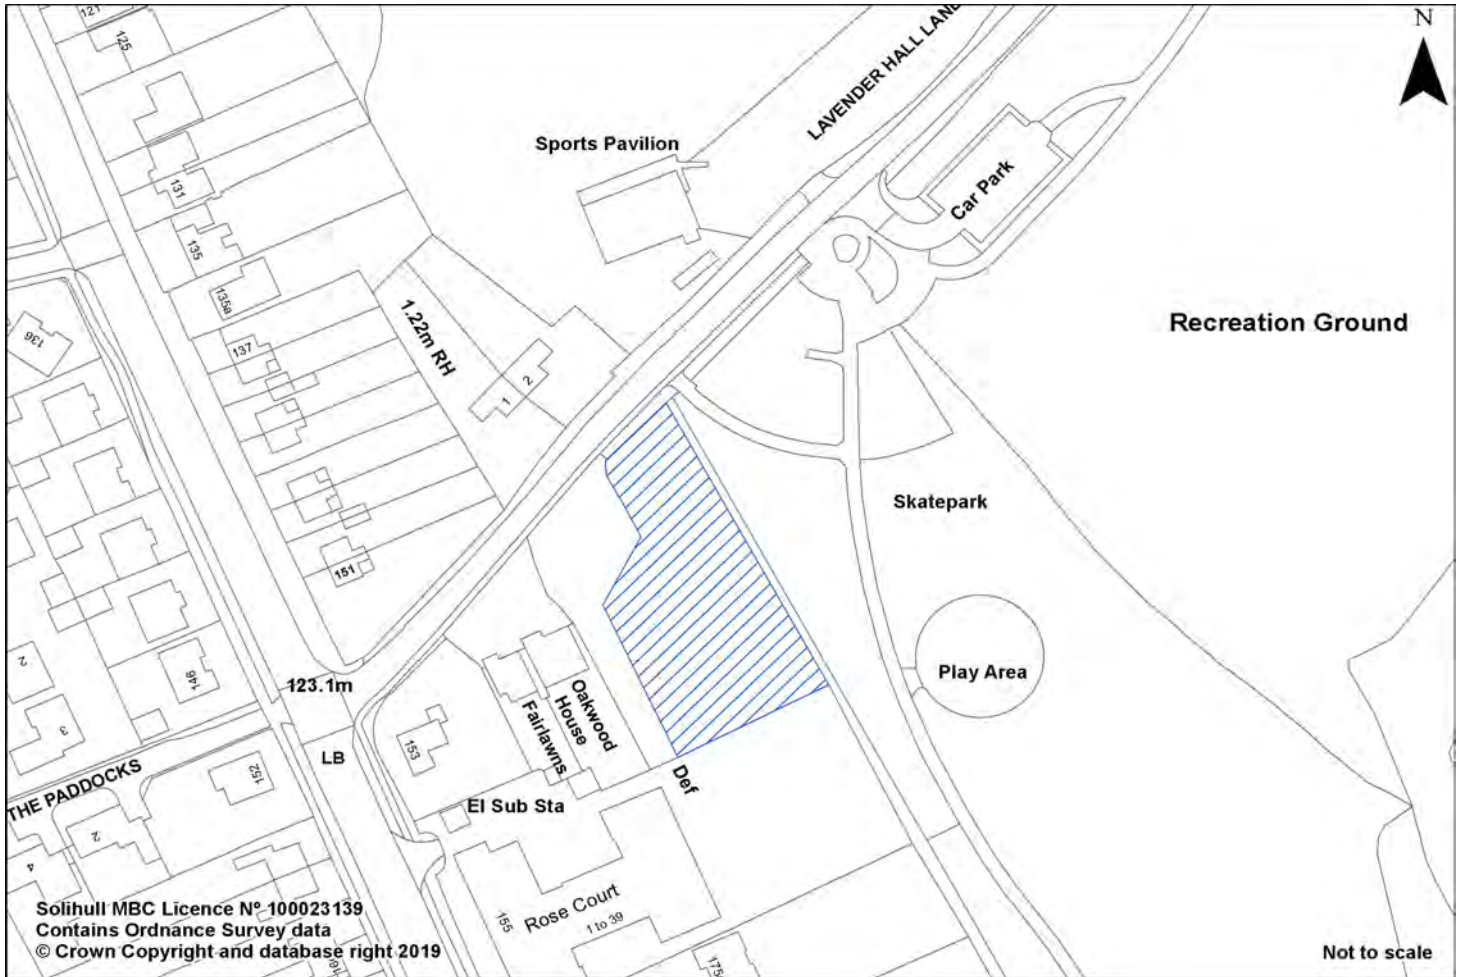 121
125
N
LAVENDER HALL LANE
Sports Pavilion
131
Car Park
135
135a
1.22m RH
Recreation Ground
136
137
2
1
Skatepark
151
2
146
123.1m
Play Area
Oakwood
House
Fairlawns
3
153
LB
152
THE PADDOCKS
Def
El Sub Sta
2
4
Rose Court
1 to 39
155
Solihull MBC Licence Nº 100023139
Contains Ordnance Survey data
© Crown Copyright and database right 2019
Not to scale